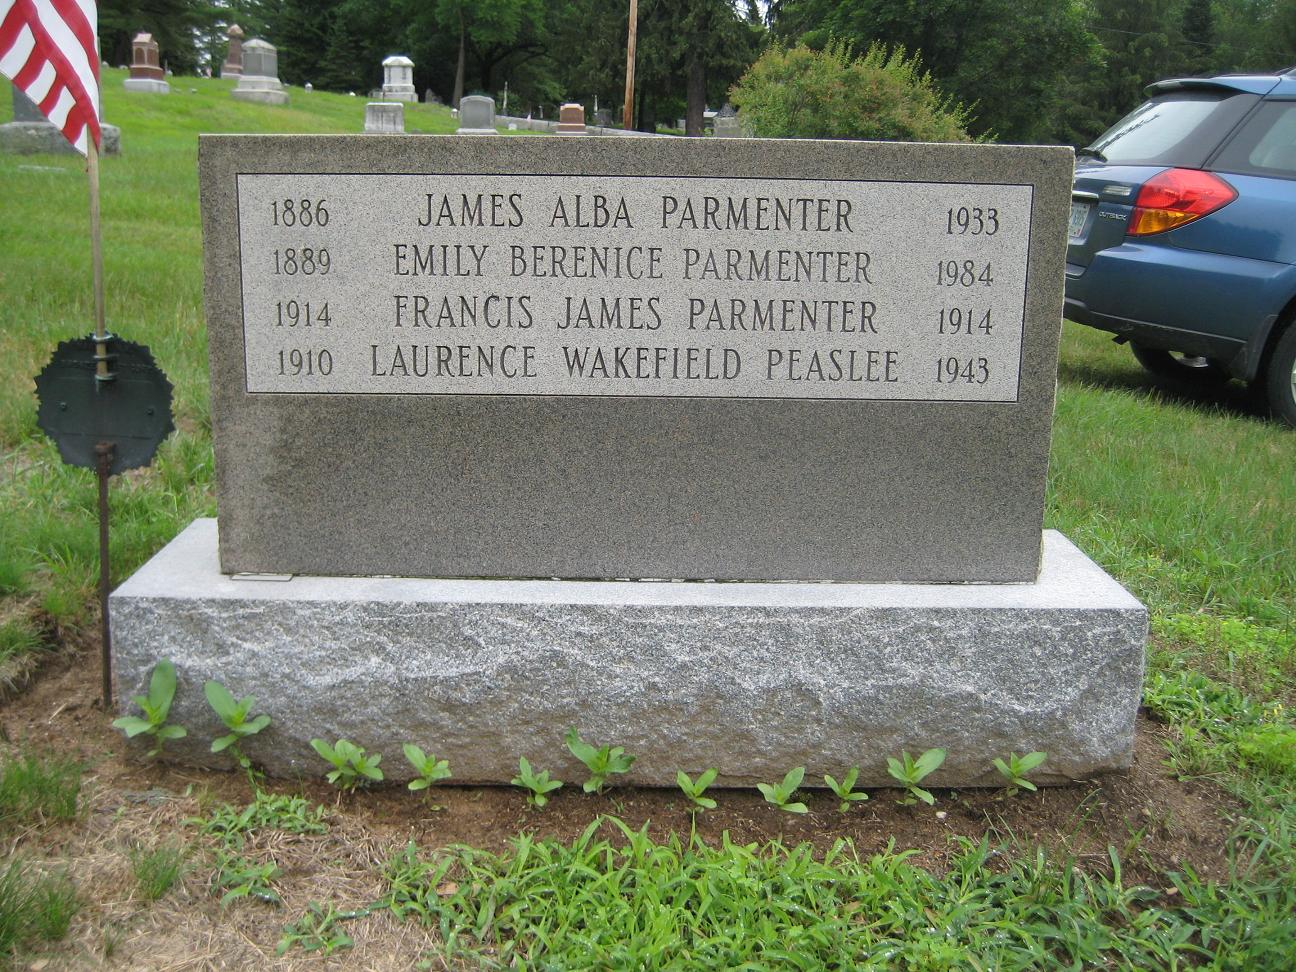 1886 JAMES ALBA PARMENTER 1933
1889 EMILY BERENICE PARMENTER 1984
1914 FRANCIS JAMES PARMENTER 1914
1910 LAURENCE WAKEFIELD PEASLEE 1943
OUTBACK